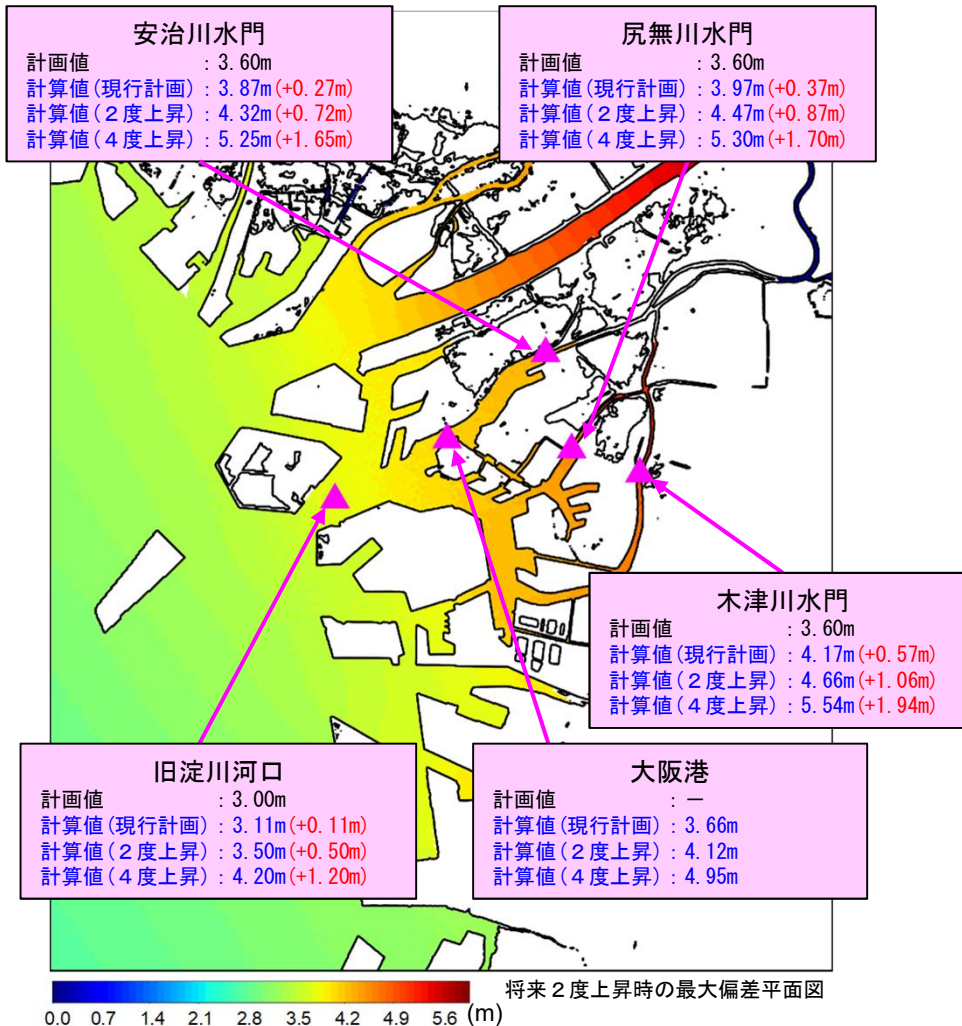 安治川水門
計画値 : 3.60m
計算値(現行計画) : 3.87m(+0.27m)
計算値(2度上昇) : 4.32m(+0.72m)
計算値(4度上昇) : 5.25m(+1.65m)
尻無川水門
計画値 : 3.60m
計算値(現行計画) : 3.97m(+0.37m)
計算値(2度上昇) : 4.47m(+0.87m)
計算値(4度上昇) : 5.30m(+1.70m)
木津川水門
計画値 : 3.60m
計算値(現行計画) : 4.17m(+0.57m)
計算値(2度上昇) : 4.66m(+1.06m)
計算値(4度上昇) : 5.54m(+1.94m)
旧淀川河口
計画値 : 3.00m
計算値(現行計画) : 3.11m(+0.11m)
計算値(2度上昇) : 3.50m(+0.50m)
計算値(4度上昇) : 4.20m(+1.20m)
大阪港
計画値 : －
計算値(現行計画) : 3.66m
計算値(2度上昇) : 4.12m
計算値(4度上昇) : 4.95m
将来2度上昇時の最大偏差平面図
0.0 0.7 1.4 2.1 2.8 3.5 4.2 4.9 5.6 (m)